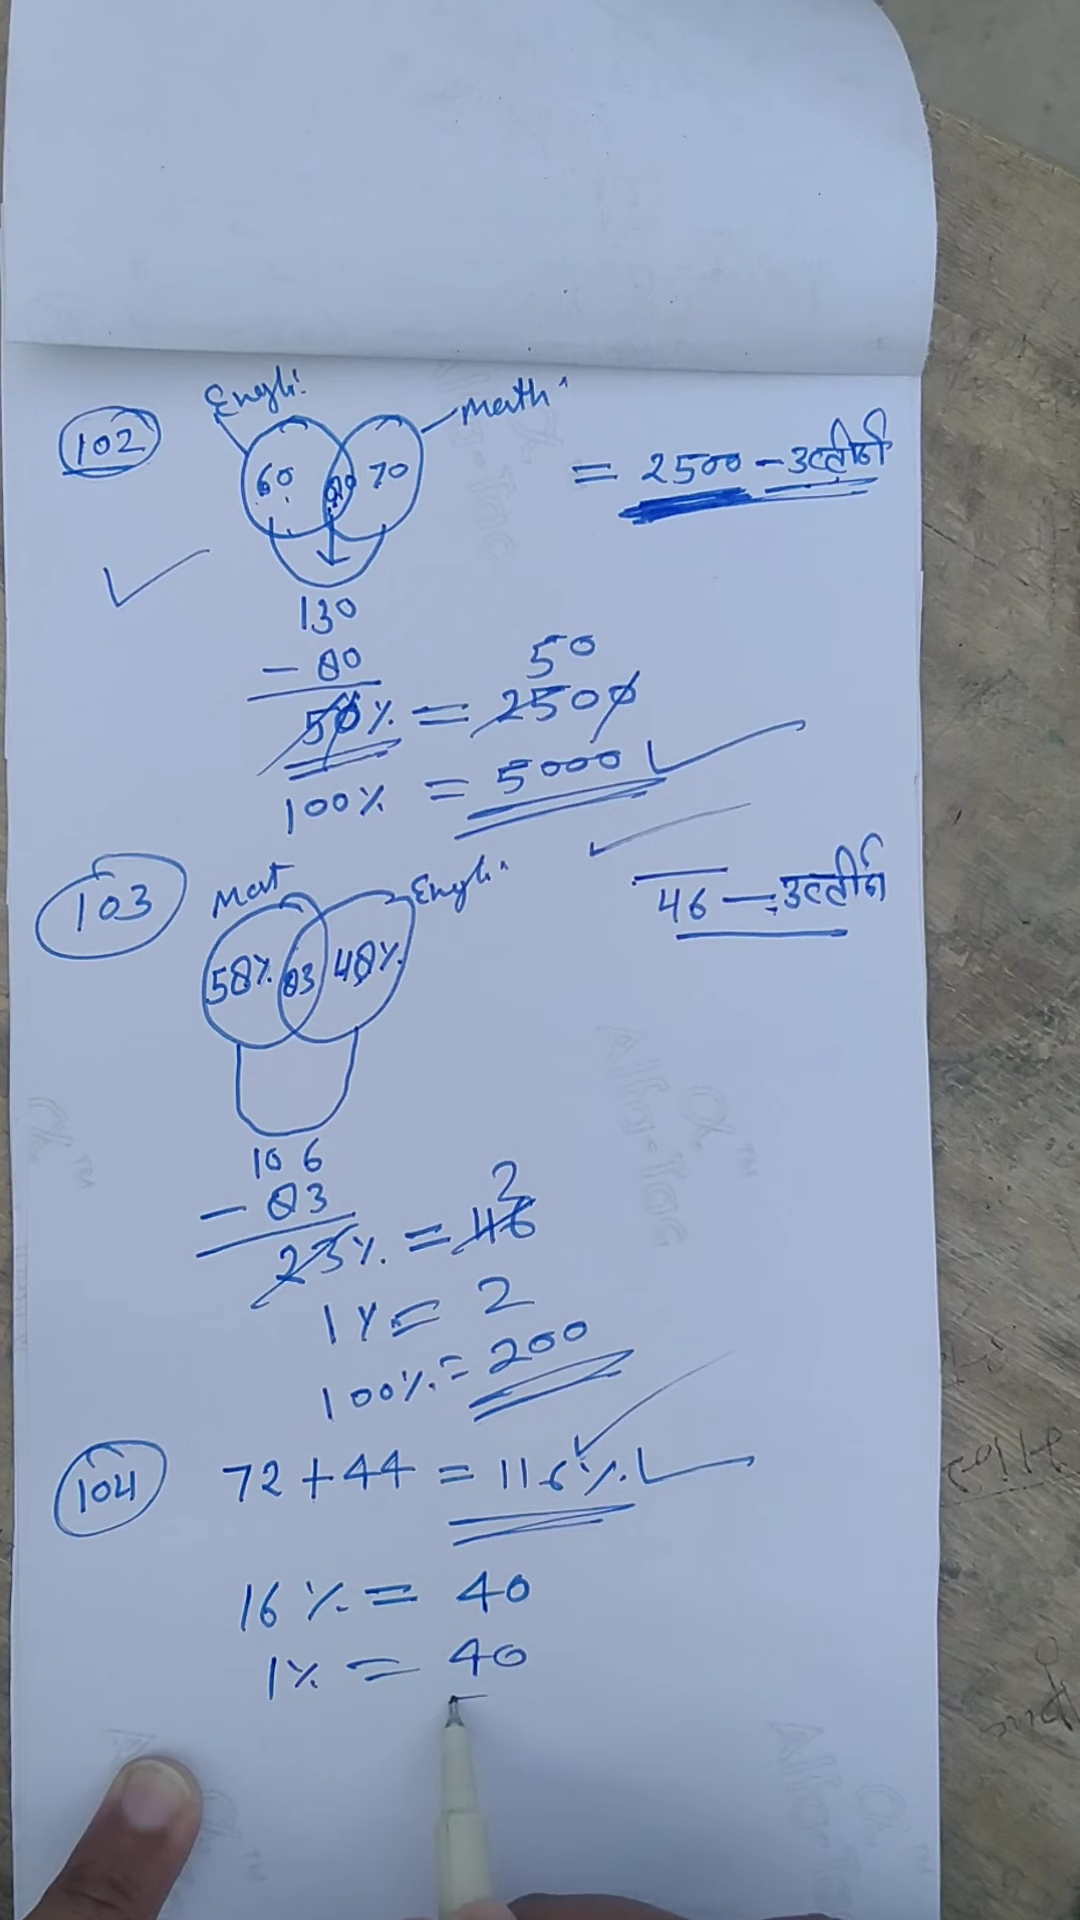 102
Engli.
Math
60 80 70
= 2500 – उत्तीर्ण
130
– 80
50
50% = 2500
100% = 5000
103
Mat
Engli.
46 – उत्तीर्ण
58% 83 48%
106
– 83
2
23% = 46
1% = 2
100% = 200
104 72 + 44 = 116%
16% = 40
1% = 40